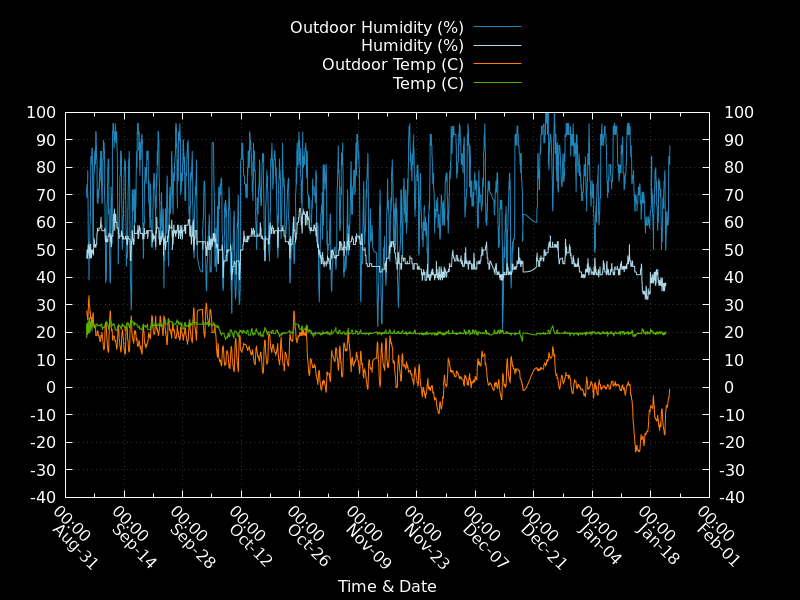 Outdoor Humidity (%)
Humidity (%)
Outdoor Temp (C)
Temp (C)
100 100
90 90
80 80
70 70
60 60
50 50
40 40
30 30
20 20
10 10
0 0
-10 -10
-20 -20
-30 -30
-40 -40
00:00 00:00 00:00 00:00 00:00 00:00 00:00 00:00 00:00 00:00 00:00 00:00
Aug-31 Sep-14 Sep-28 Oct-12 Oct-26 Nov-09 Nov-23 Dec-07 Dec-21 Jan-04 Jan-18 Feb-01
Time & Date